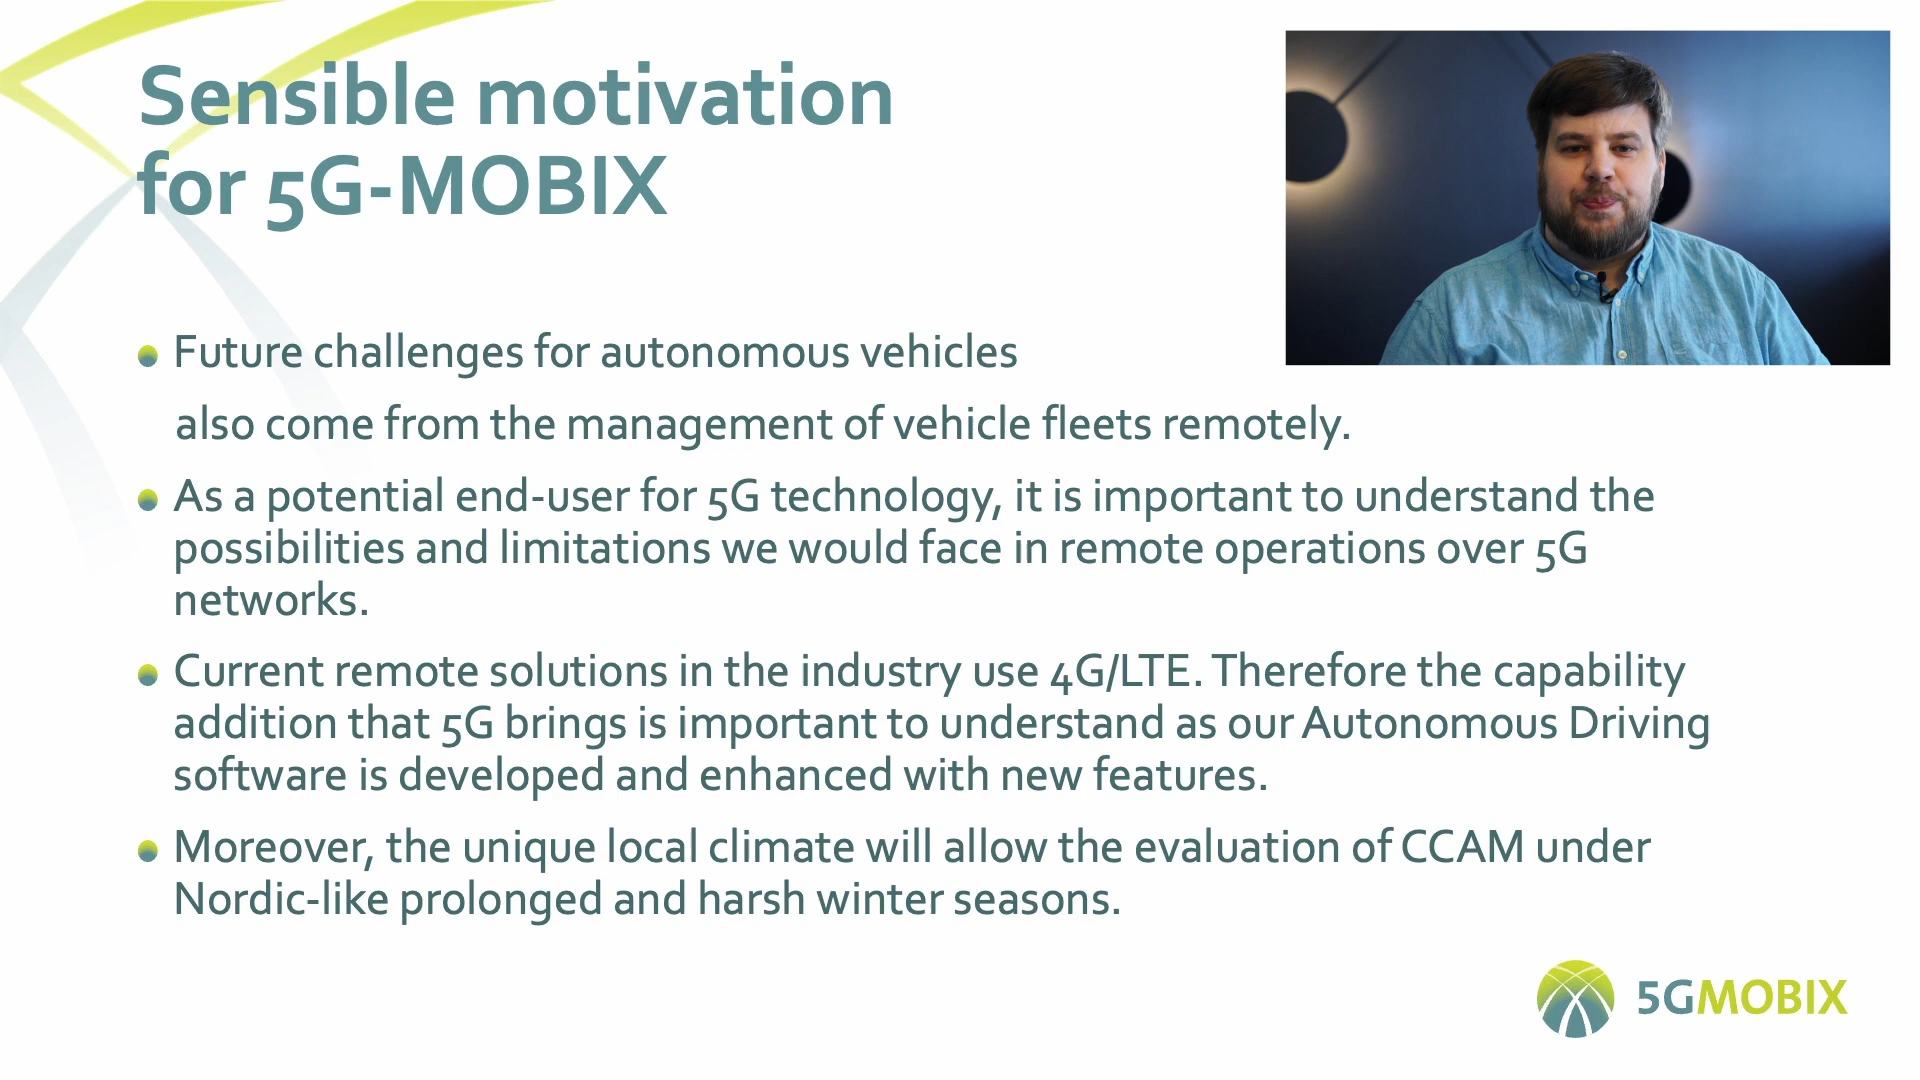 Sensible motivation
for 5G-MOBIX
Future challenges for autonomous vehicles
also come from the management of vehicle fleets remotely.
As a potential end-user for 5G technology, it is important to understand the
possibilities and limitations we would face in remote operations over 5G
networks.
Current remote solutions in the industry use 4G/LTE. Therefore the capability
addition that 5G brings is important to understand as our Autonomous Driving
software is developed and enhanced with new features.
Moreover, the unique local climate will allow the evaluation of CCAM under
Nordic-like prolonged and harsh winter seasons.
5GMOBIX